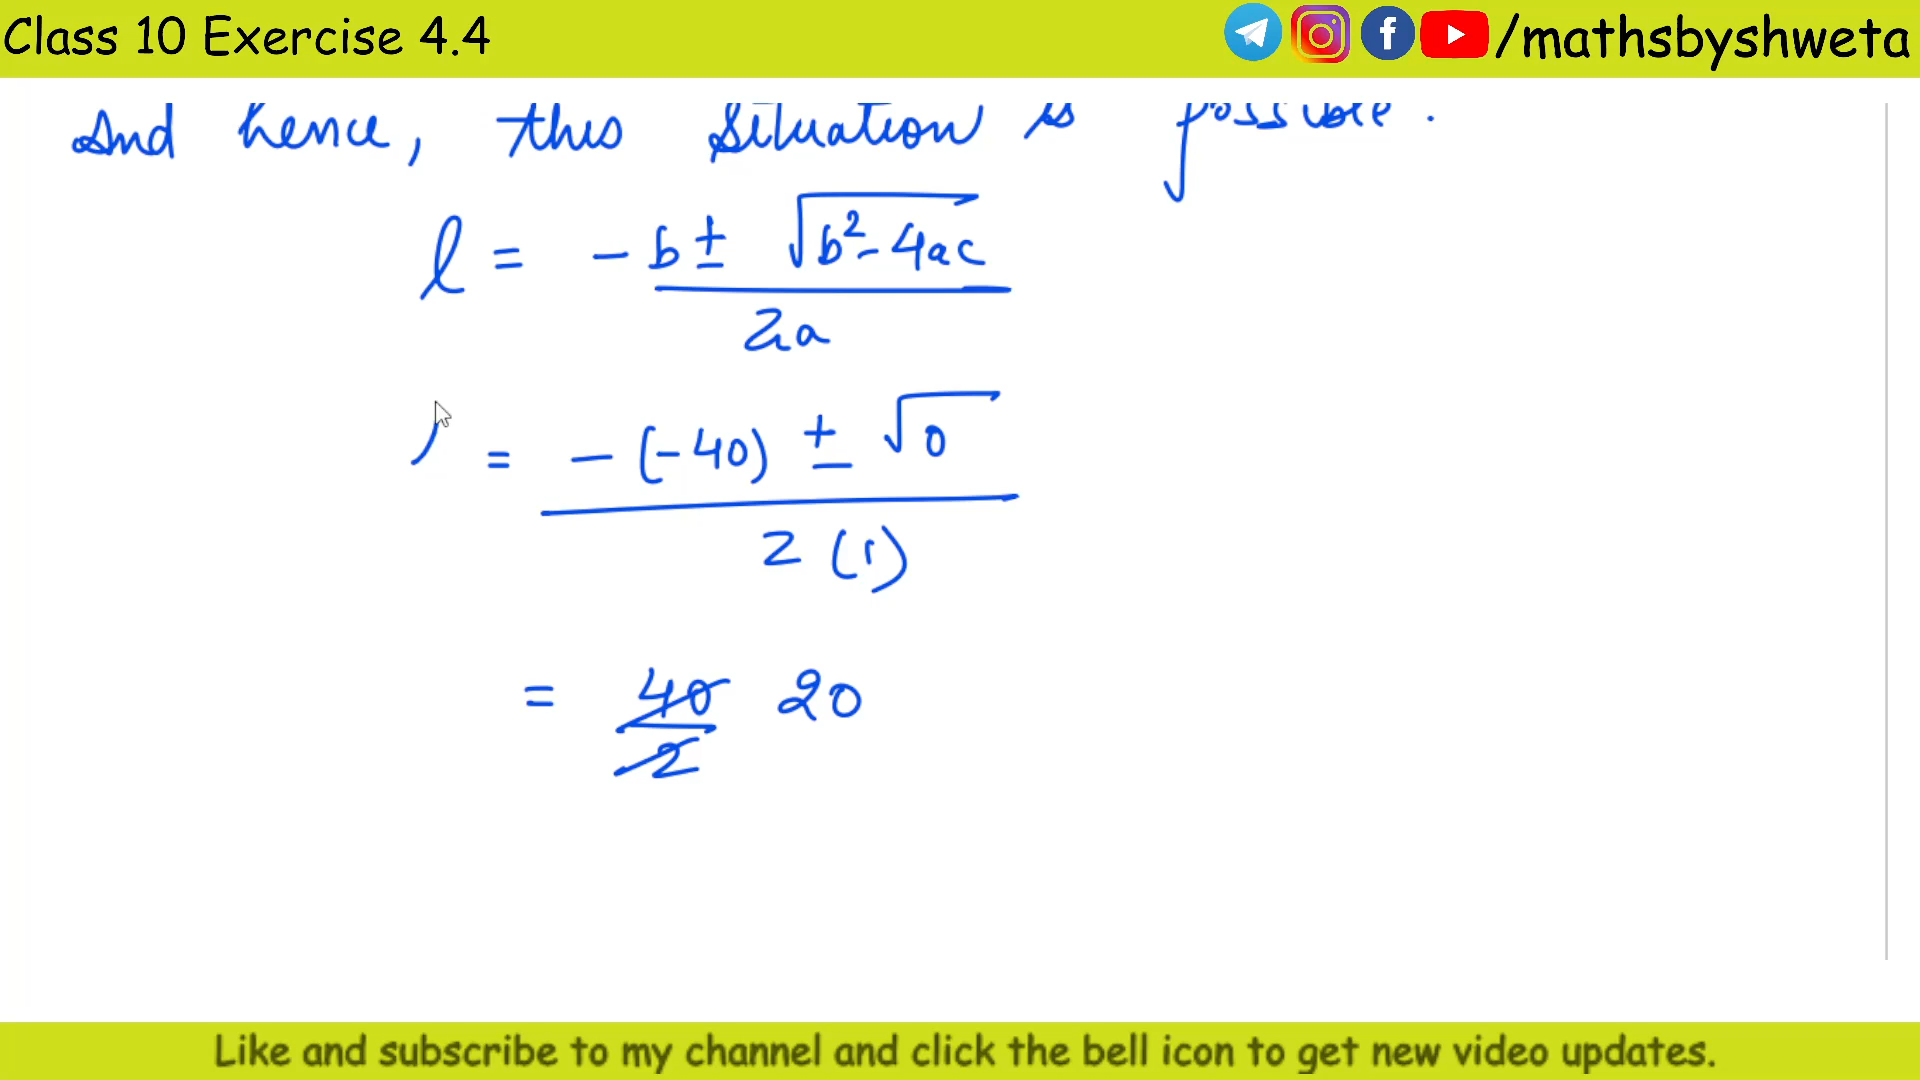 Class 10 Exercise 4.4
/mathsbyshweta
And hence, this situation is possible.
l = -b ± √b² - 4ac
2a
= - (-40) ± √0
2 (1)
= 40 20
2
Like and subscribe to my channel and click the bell icon to get new video updates.